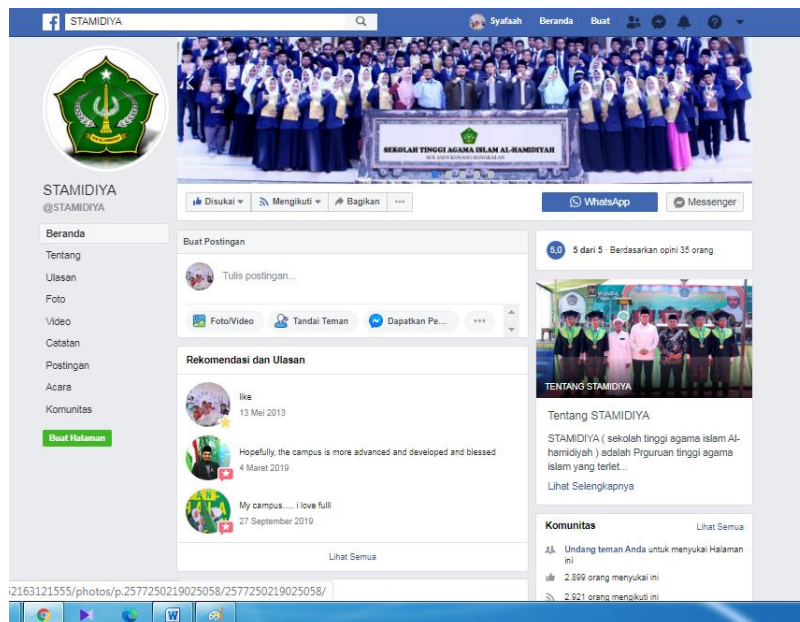 STAMIDIYA
Syafaah
Beranda
Buat
SEKOLAH TINGGI AGAMA ISLAM AL-HAMIDIYAH
SEN ASEN KONANG BANGKALAN
STAMIDIYA
@STAMIDIYA
Disukai
Mengikuti
Bagikan
WhatsApp
Messenger
Beranda
Tentang
Ulasan
Foto
Video
Catatan
Postingan
Acara
Komunitas
Buat Halaman
Buat Postingan
Tulis postingan...
Foto/Video
Tandai Teman
Dapatkan Pe...
Rekomendasi dan Ulasan
like
13 Mei 2013
Hopefully, the campus is more advanced and developed and blessed
4 Maret 2019
My campus..... i love fulll
27 September 2019
Lihat Semua
5,0
5 dari 5 · Berdasarkan opini 35 orang
TENTANG STAMIDIYA
Tentang STAMIDIYA
STAMIDIYA ( sekolah tinggi agama islam Al-
hamidiyah ) adalah Prguruan tinggi agama
islam yang terlet...
Lihat Selengkapnya
Komunitas
Lihat Semua
Undang teman Anda untuk menyukai Halaman
ini
2.899 orang menyukai ini
2.921 orang mengikuti ini
52163121555/photos/p.2577250219025058/2577250219025058/